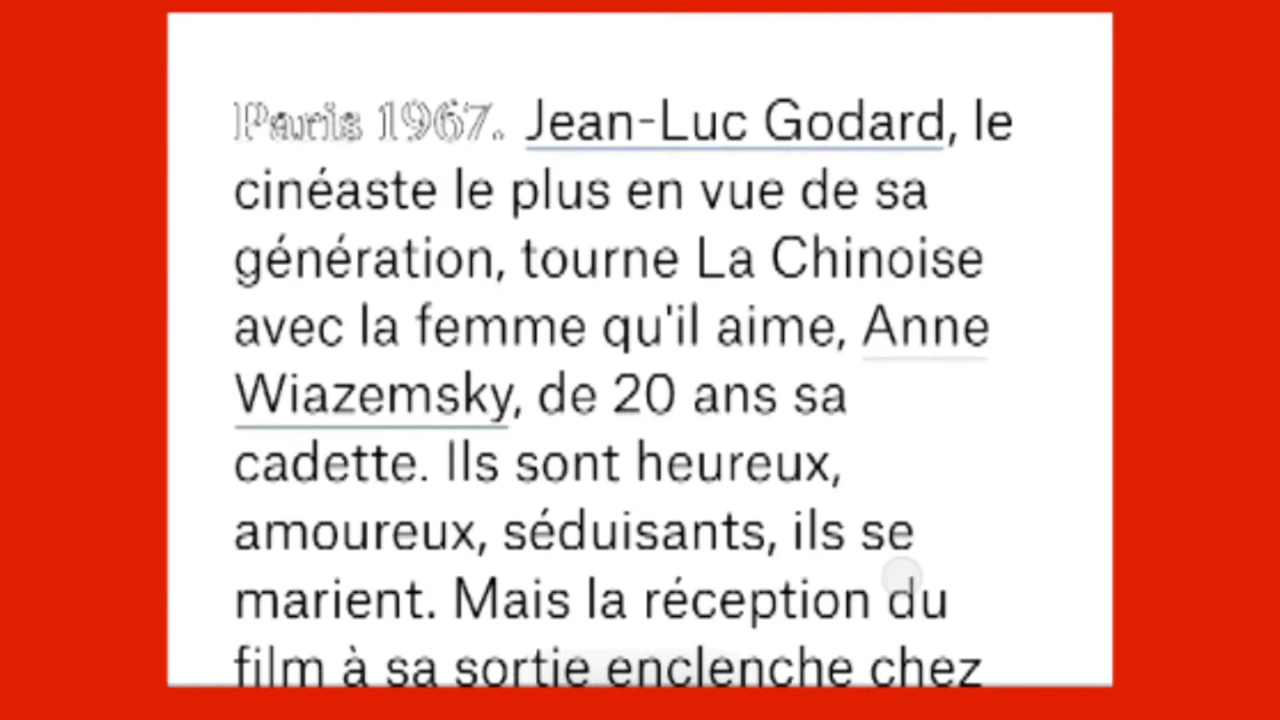 Paris 1967. Jean-Luc Godard, le
cinéaste le plus en vue de sa
génération, tourne La Chinoise
avec la femme qu'il aime, Anne
Wiazemsky, de 20 ans sa
cadette. Ils sont heureux,
amoureux, séduisants, ils se
marient. Mais la réception du
film à sa sortie enclenche chez